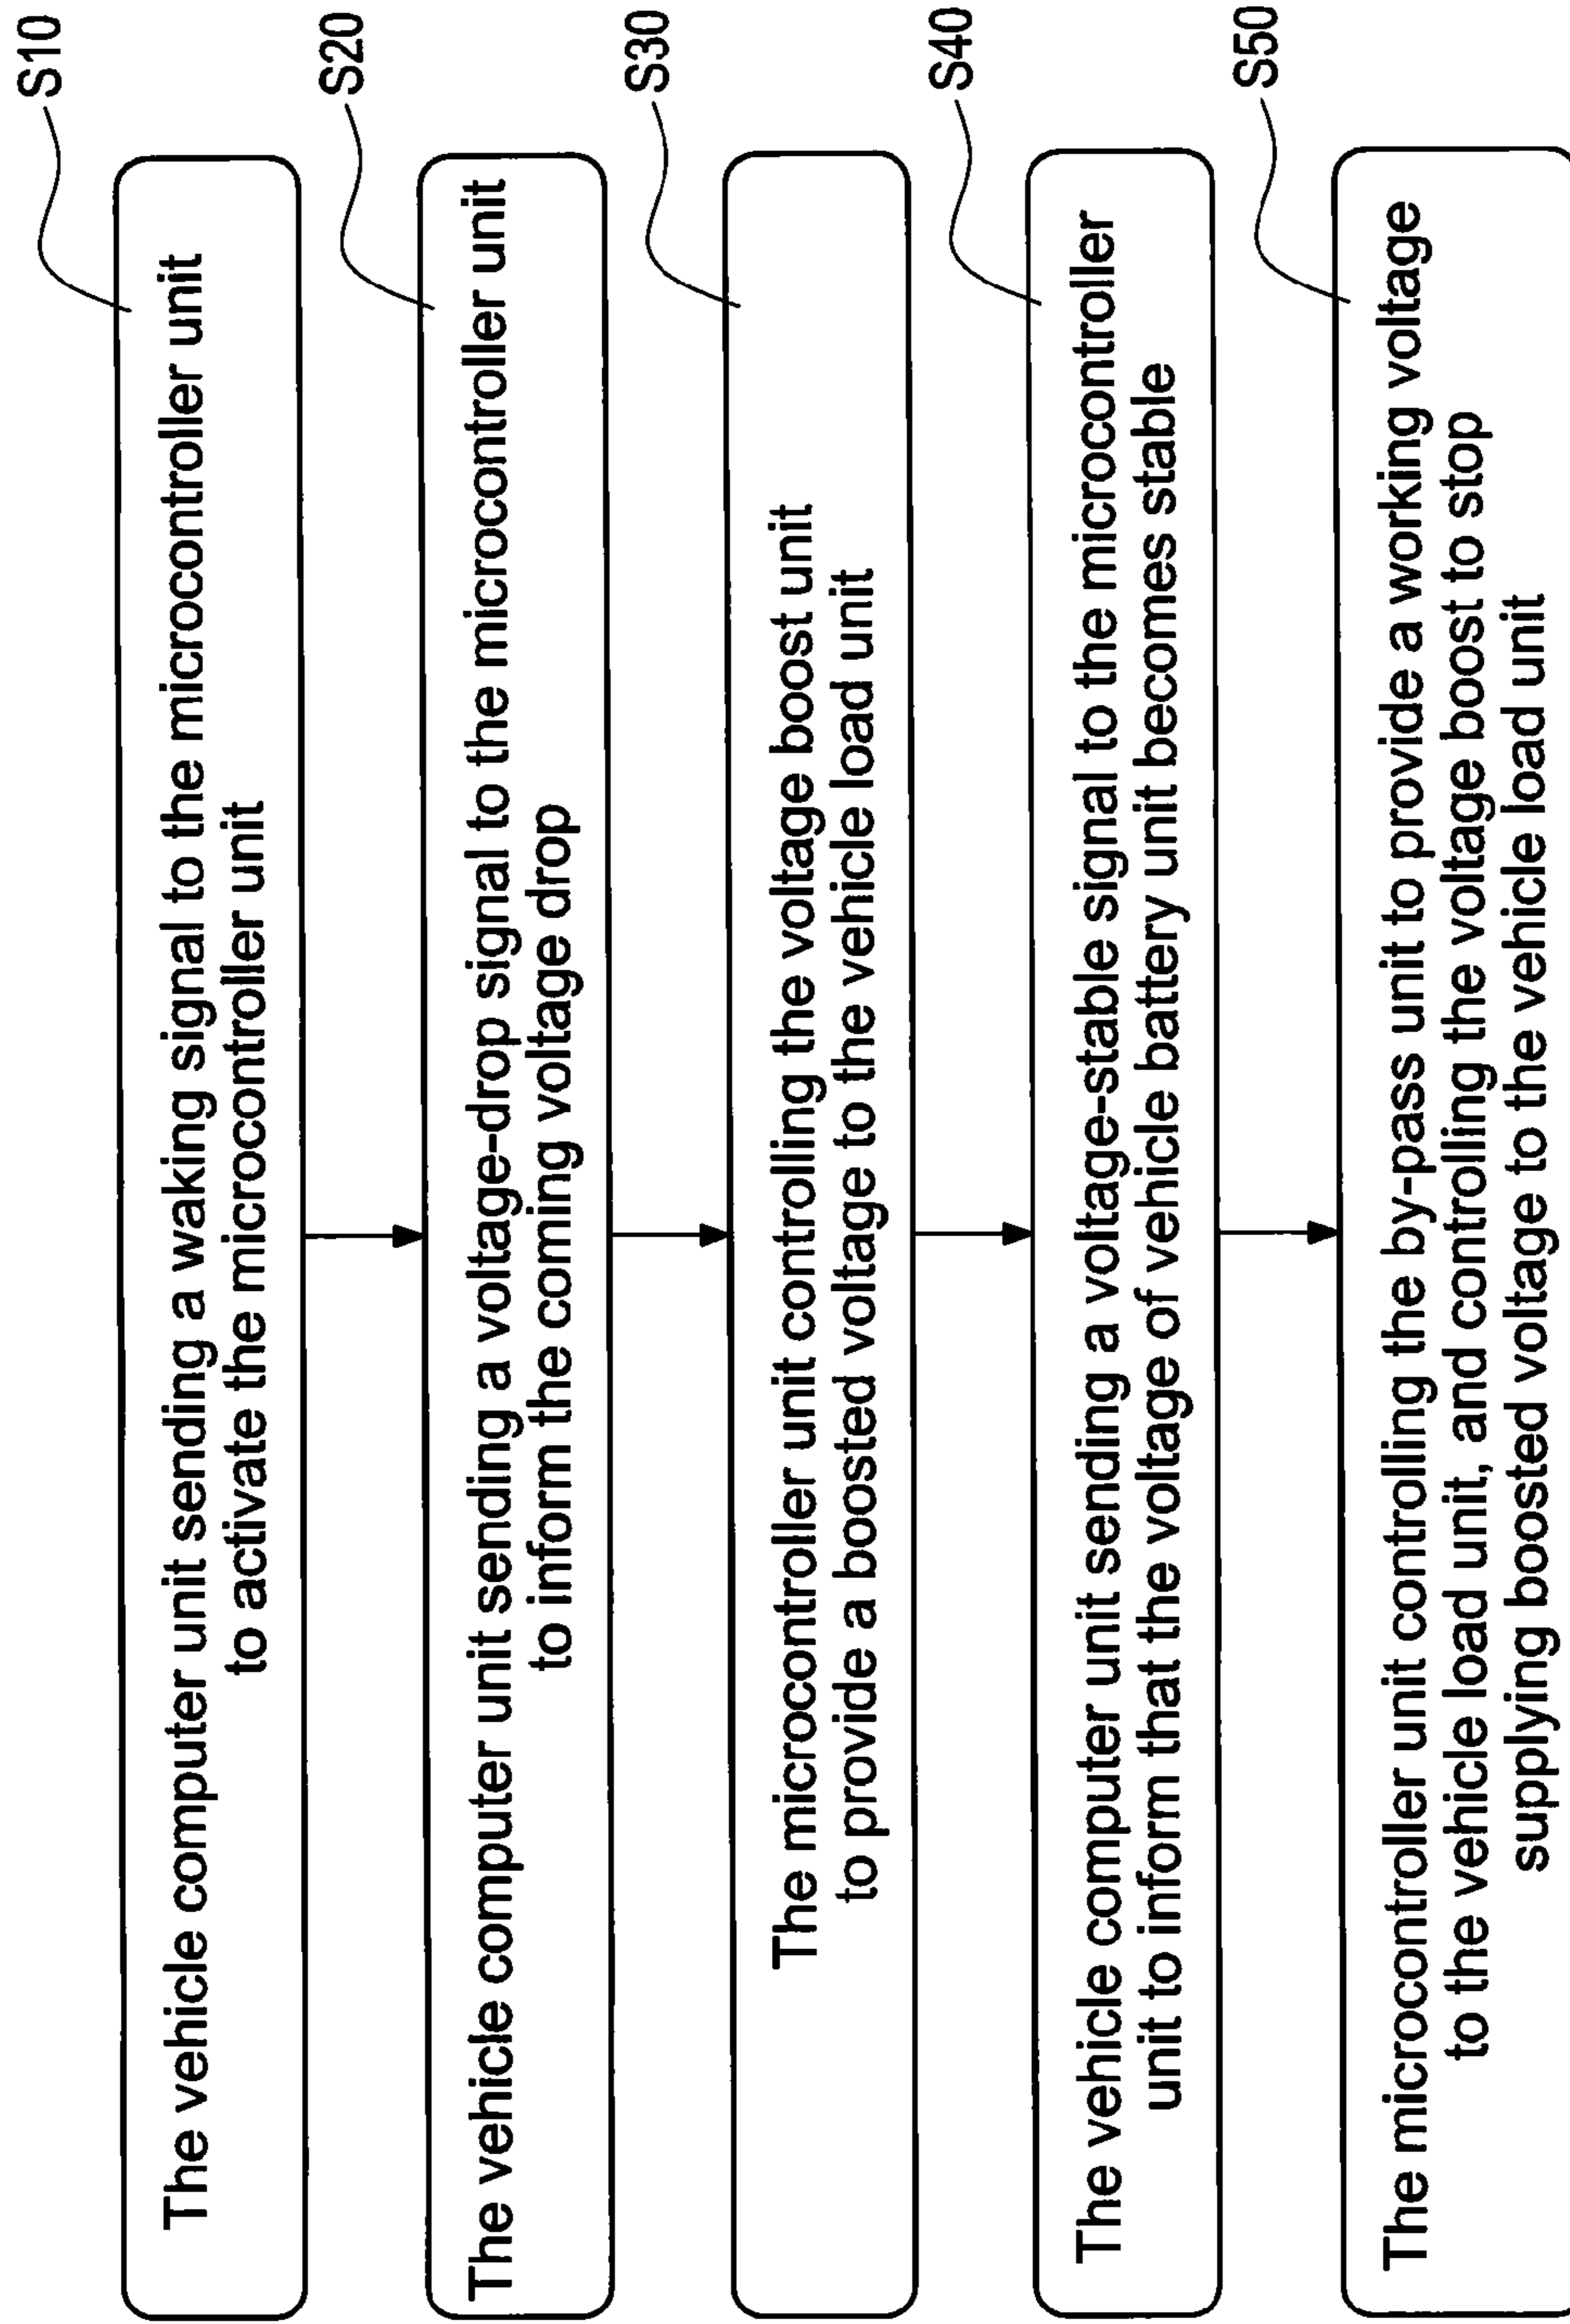 S10
The vehicle computer unit sending a waking signal to the microcontroller unit
to activate the microcontroller unit
S20
The vehicle computer unit sending a voltage-drop signal to the microcontroller unit
to inform the coming voltage drop
S30
The microcontroller unit controlling the voltage boost unit
to provide a boosted voltage to the vehicle load unit
S40
The vehicle computer unit sending a voltage-stable signal to the microcontroller
unit to inform that the voltage of vehicle battery unit becomes stable
S50
The microcontroller unit controlling the by-pass unit to provide a working voltage
to the vehicle load unit, and controlling the voltage boost to stop
supplying boosted voltage to the vehicle load unit